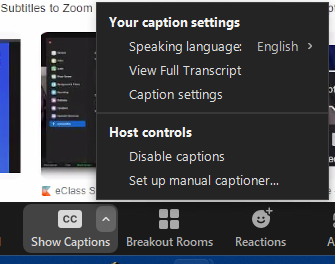 Subtitles to Zoom
Your caption settings
Speaking language: English
View Full Transcript
Caption settings
Host controls
Disable captions
Set up manual captioner...
eClass S
CC
Show Captions
Breakout Rooms
Reactions